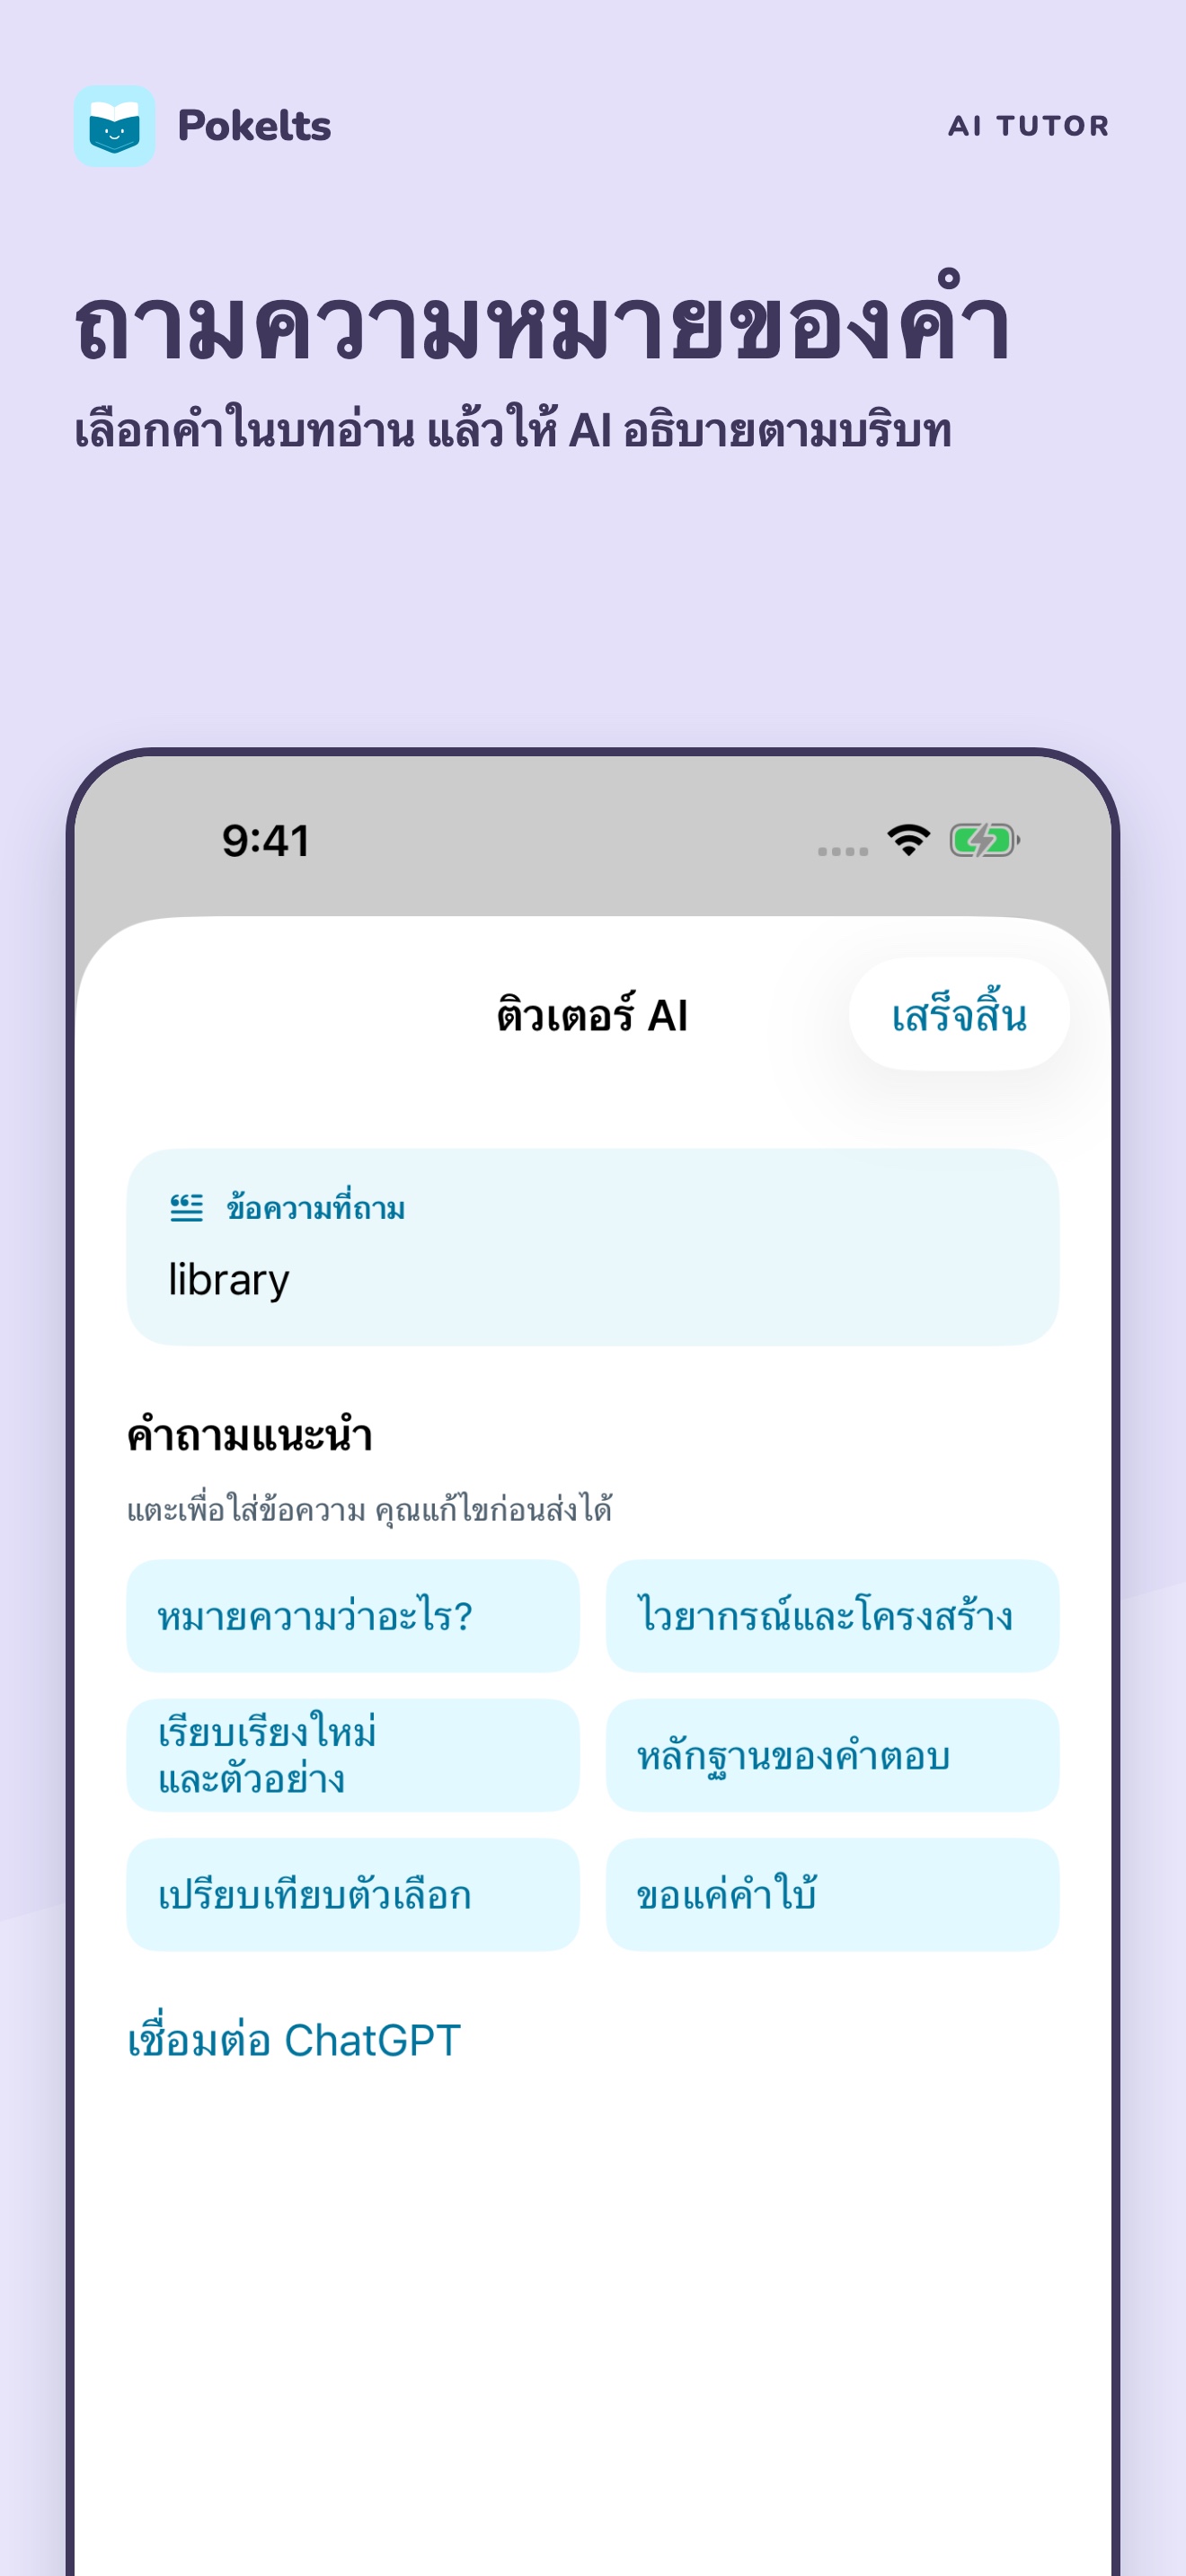 Pokelts
AI TUTOR
ถามความหมายของคำ
เลือกคำในบทอ่าน แล้วให้ AI อธิบายตามบริบท
9:41
ติวเตอร์ AI
เสร็จสิ้น
ข้อความที่ถาม
library
คำถามแนะนำ
แตะเพื่อใส่ข้อความ คุณแก้ไขก่อนส่งได้
หมายความว่าอะไร?
ไวยากรณ์และโครงสร้าง
เรียบเรียงใหม่
และตัวอย่าง
หลักฐานของคำตอบ
เปรียบเทียบตัวเลือก
ขอแค่คำใบ้
เชื่อมต่อ ChatGPT